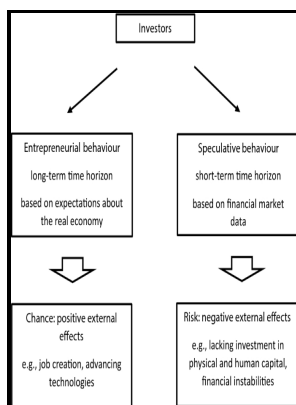 Investors
Entrepreneurial behaviour
long-term time horizon
based on expectations about
the real economy
Speculative behaviour
short-term time horizon
based on financial market
data
Chance: positive external
effects
e.g., job creation, advancing
technologies
Risk: negative external effects
e.g., lacking investment in
physical and human capital,
financial instabilities